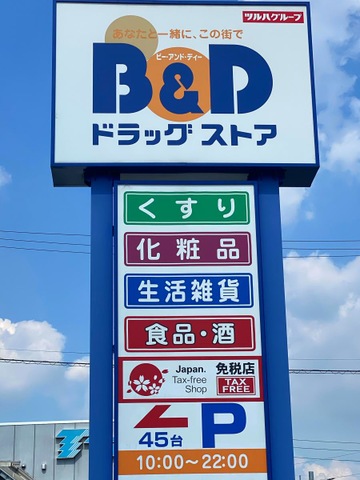 ツルハグループ
あなたと一緒に、この街で
ビー・アンド・ディー
B&D
ドラッグストア
くすり
化粧品
生活雑貨
食品・酒
Japan. Tax-free Shop
免税店
TAX FREE
45台
P
10:00～22:00